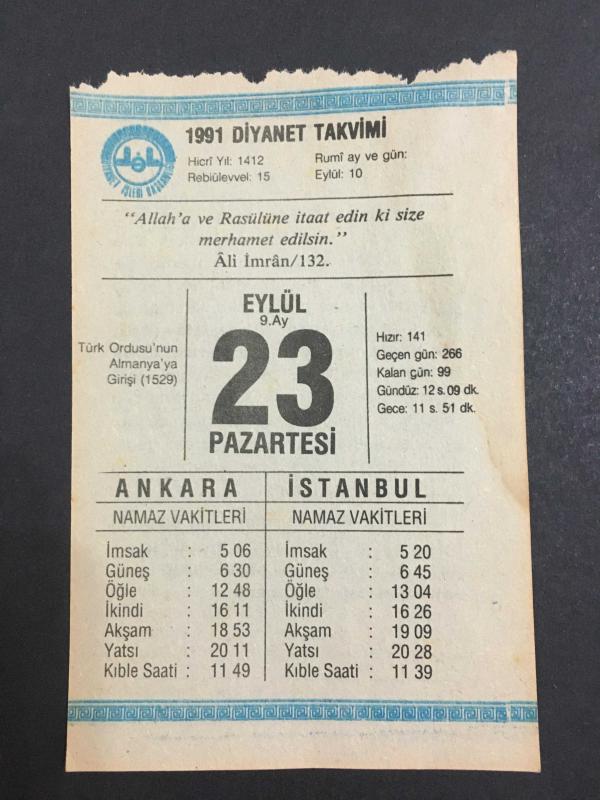 1991 DİYANET TAKVİMİ
Hicrî Yıl: 1412
Rebiülevvel: 15
Rumî ay ve gün:
Eylül: 10
"Allah'a ve Rasülüne itaat edin ki size
merhamet edilsin."
Âli İmrân/132.
Türk Ordusu'nun
Almanya'ya
Girişi (1529)
EYLÜL
9.Ay
23
PAZARTESİ
Hızır: 141
Geçen gün: 266
Kalan gün: 99
Gündüz: 12 s. 09 dk.
Gece: 11 s. 51 dk.
ANKARA
NAMAZ VAKİTLERİ
İmsak : 5 06
Güneş : 6 30
Öğle : 12 48
İkindi : 16 11
Akşam : 18 53
Yatsı : 20 11
Kıble Saati : 11 49
İSTANBUL
NAMAZ VAKİTLERİ
İmsak : 5 20
Güneş : 6 45
Öğle : 13 04
İkindi : 16 26
Akşam : 19 09
Yatsı : 20 28
Kıble Saati : 11 39